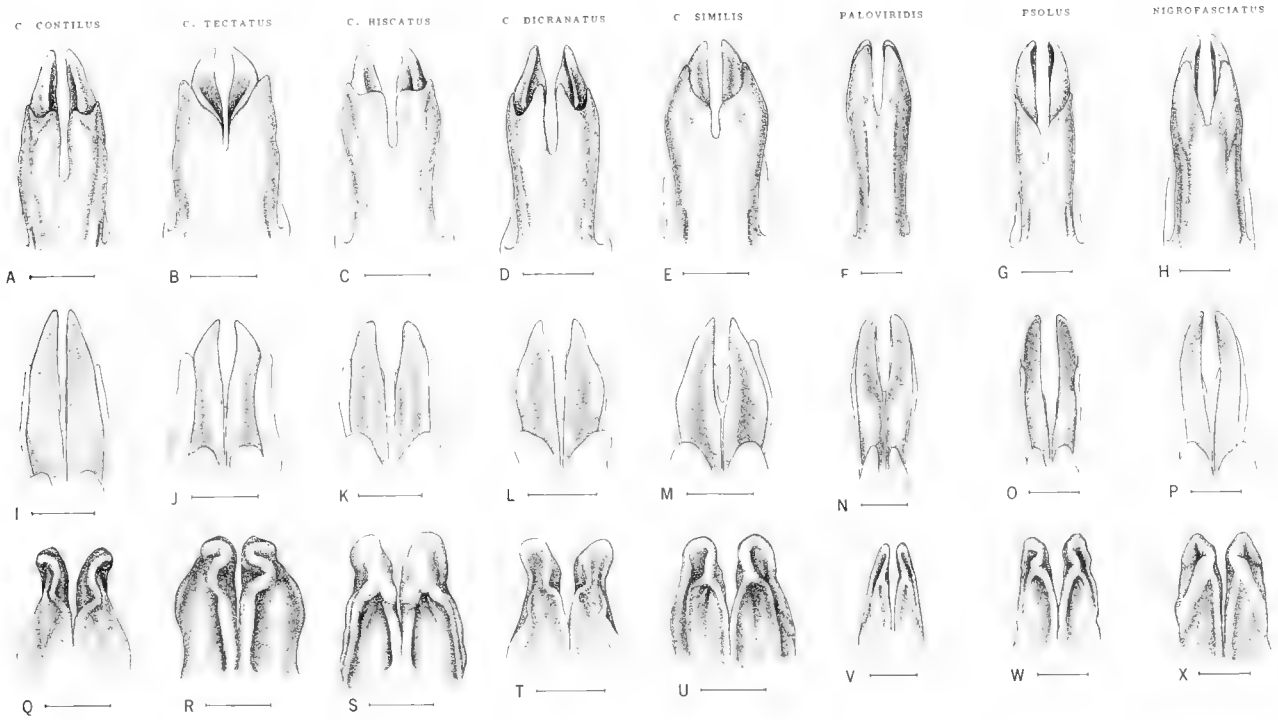 C CONTILUS C. TECTATUS C. HISCATUS C DICRANATUS C SIMILIS PALOVIRIDIS PSOLUS NIGROFASCIATUS
A B C D E F G H
I J K L M N O P
Q R S T U V W X